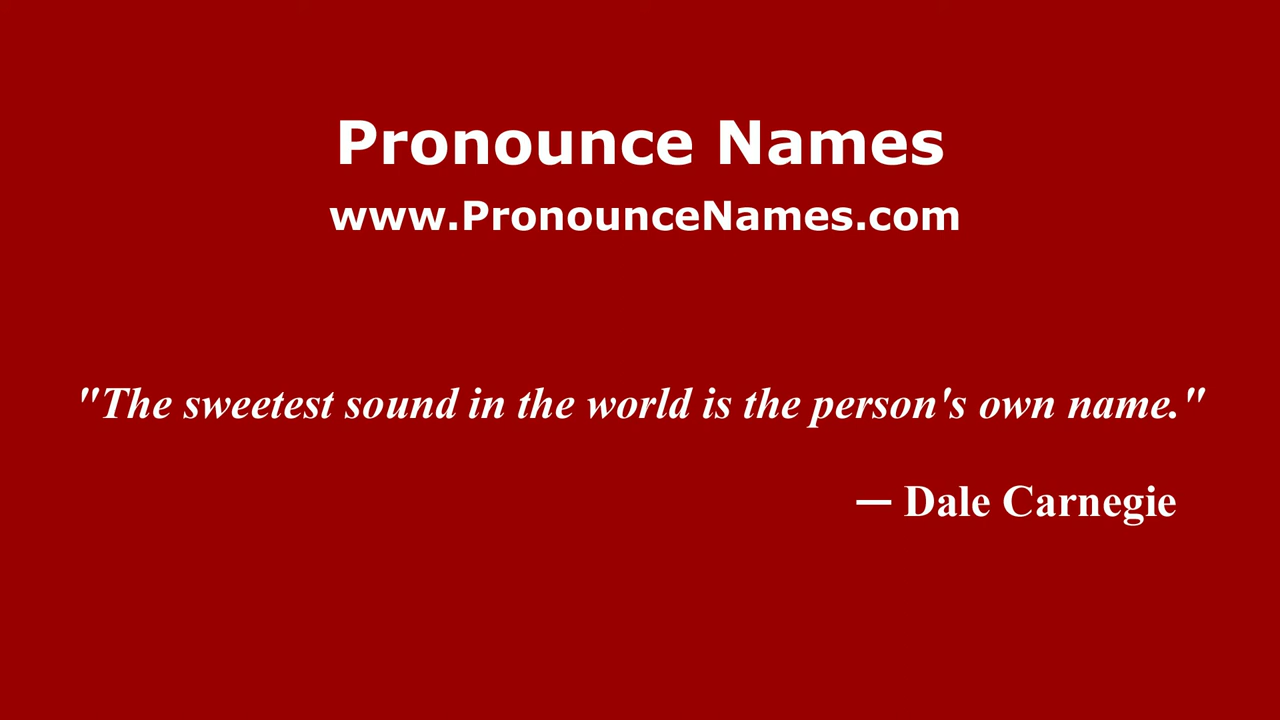 Pronounce Names
www.PronounceNames.com
"The sweetest sound in the world is the person's own name."
— Dale Carnegie